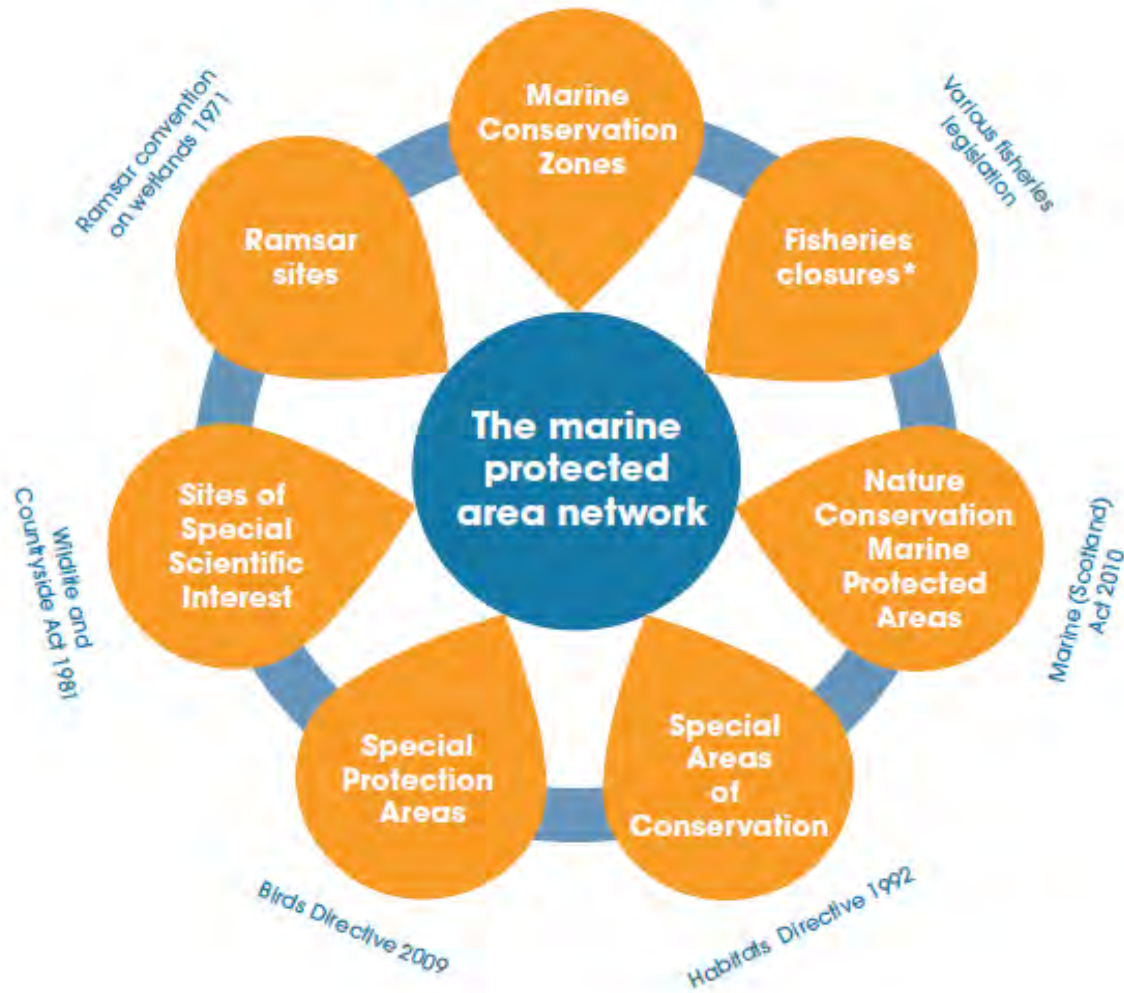 Marine
Conservation
Zones
Various fisheries
legislation
Fisheries
closures*
Nature
Conservation
Marine
Protected
Areas
Marine (Scotland)
Act 2010
Special
Areas
of
Conservation
Habitats Directive 1992
Special
Protection
Areas
Birds Directive 2009
Sites of
Special
Scientific
Interest
Wildlife and
Countryside Act 1981
Ramsar
sites
Ramsar convention
on wetlands 1971
The marine
protected
area network